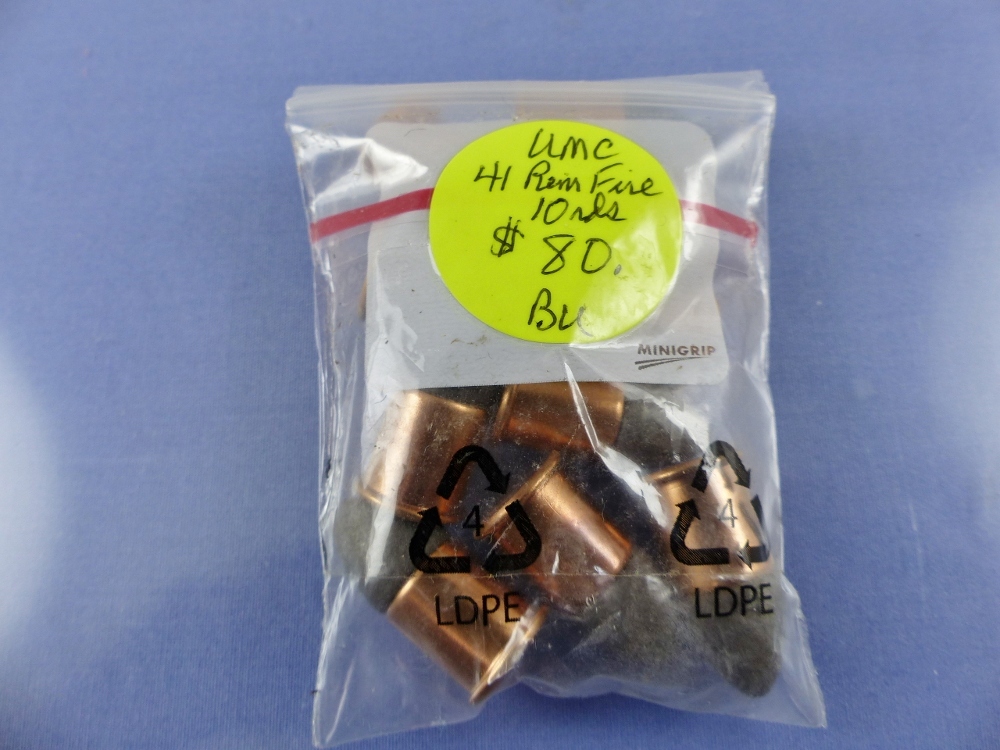 UMC
41 Rim Fire
10 rds
$ 80.
BU
MINIGRIP
4
LDPE
4
LDPE